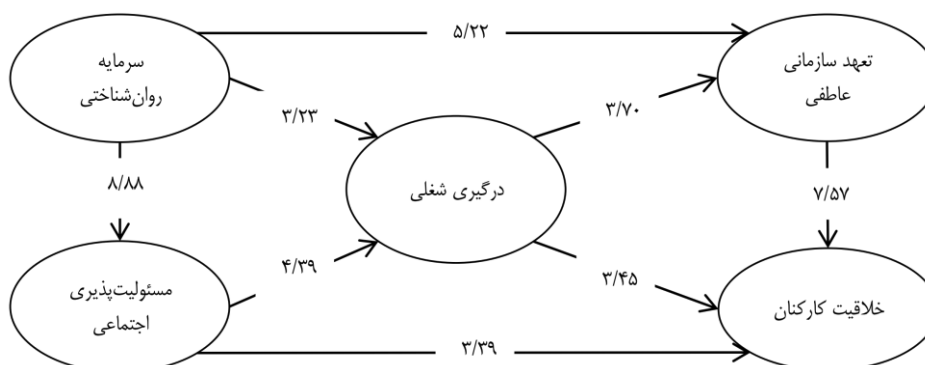 ۵/۲۲
سرمایه
روان‌شناختی
تعهد سازمانی
عاطفی
۳/۲۳
۳/۷۰
۸/۸۸
درگیری شغلی
۷/۵۷
۴/۳۹
۳/۴۵
مسئولیت‌پذیری
اجتماعی
خلاقیت کارکنان
۳/۳۹